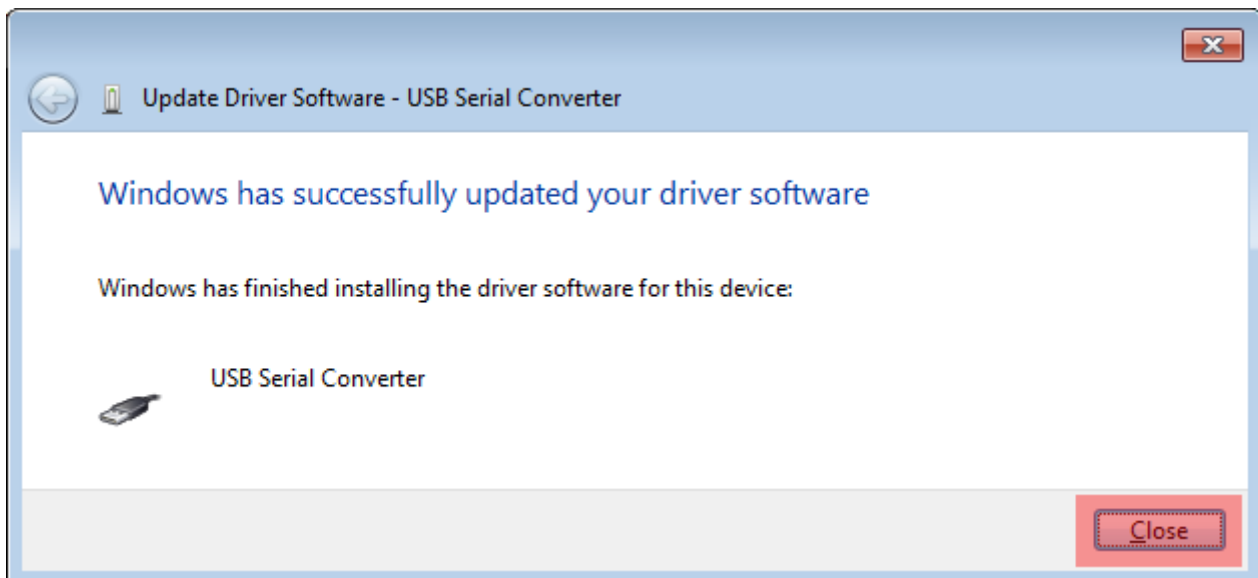 Update Driver Software - USB Serial Converter
Windows has successfully updated your driver software
Windows has finished installing the driver software for this device:
USB Serial Converter
Close